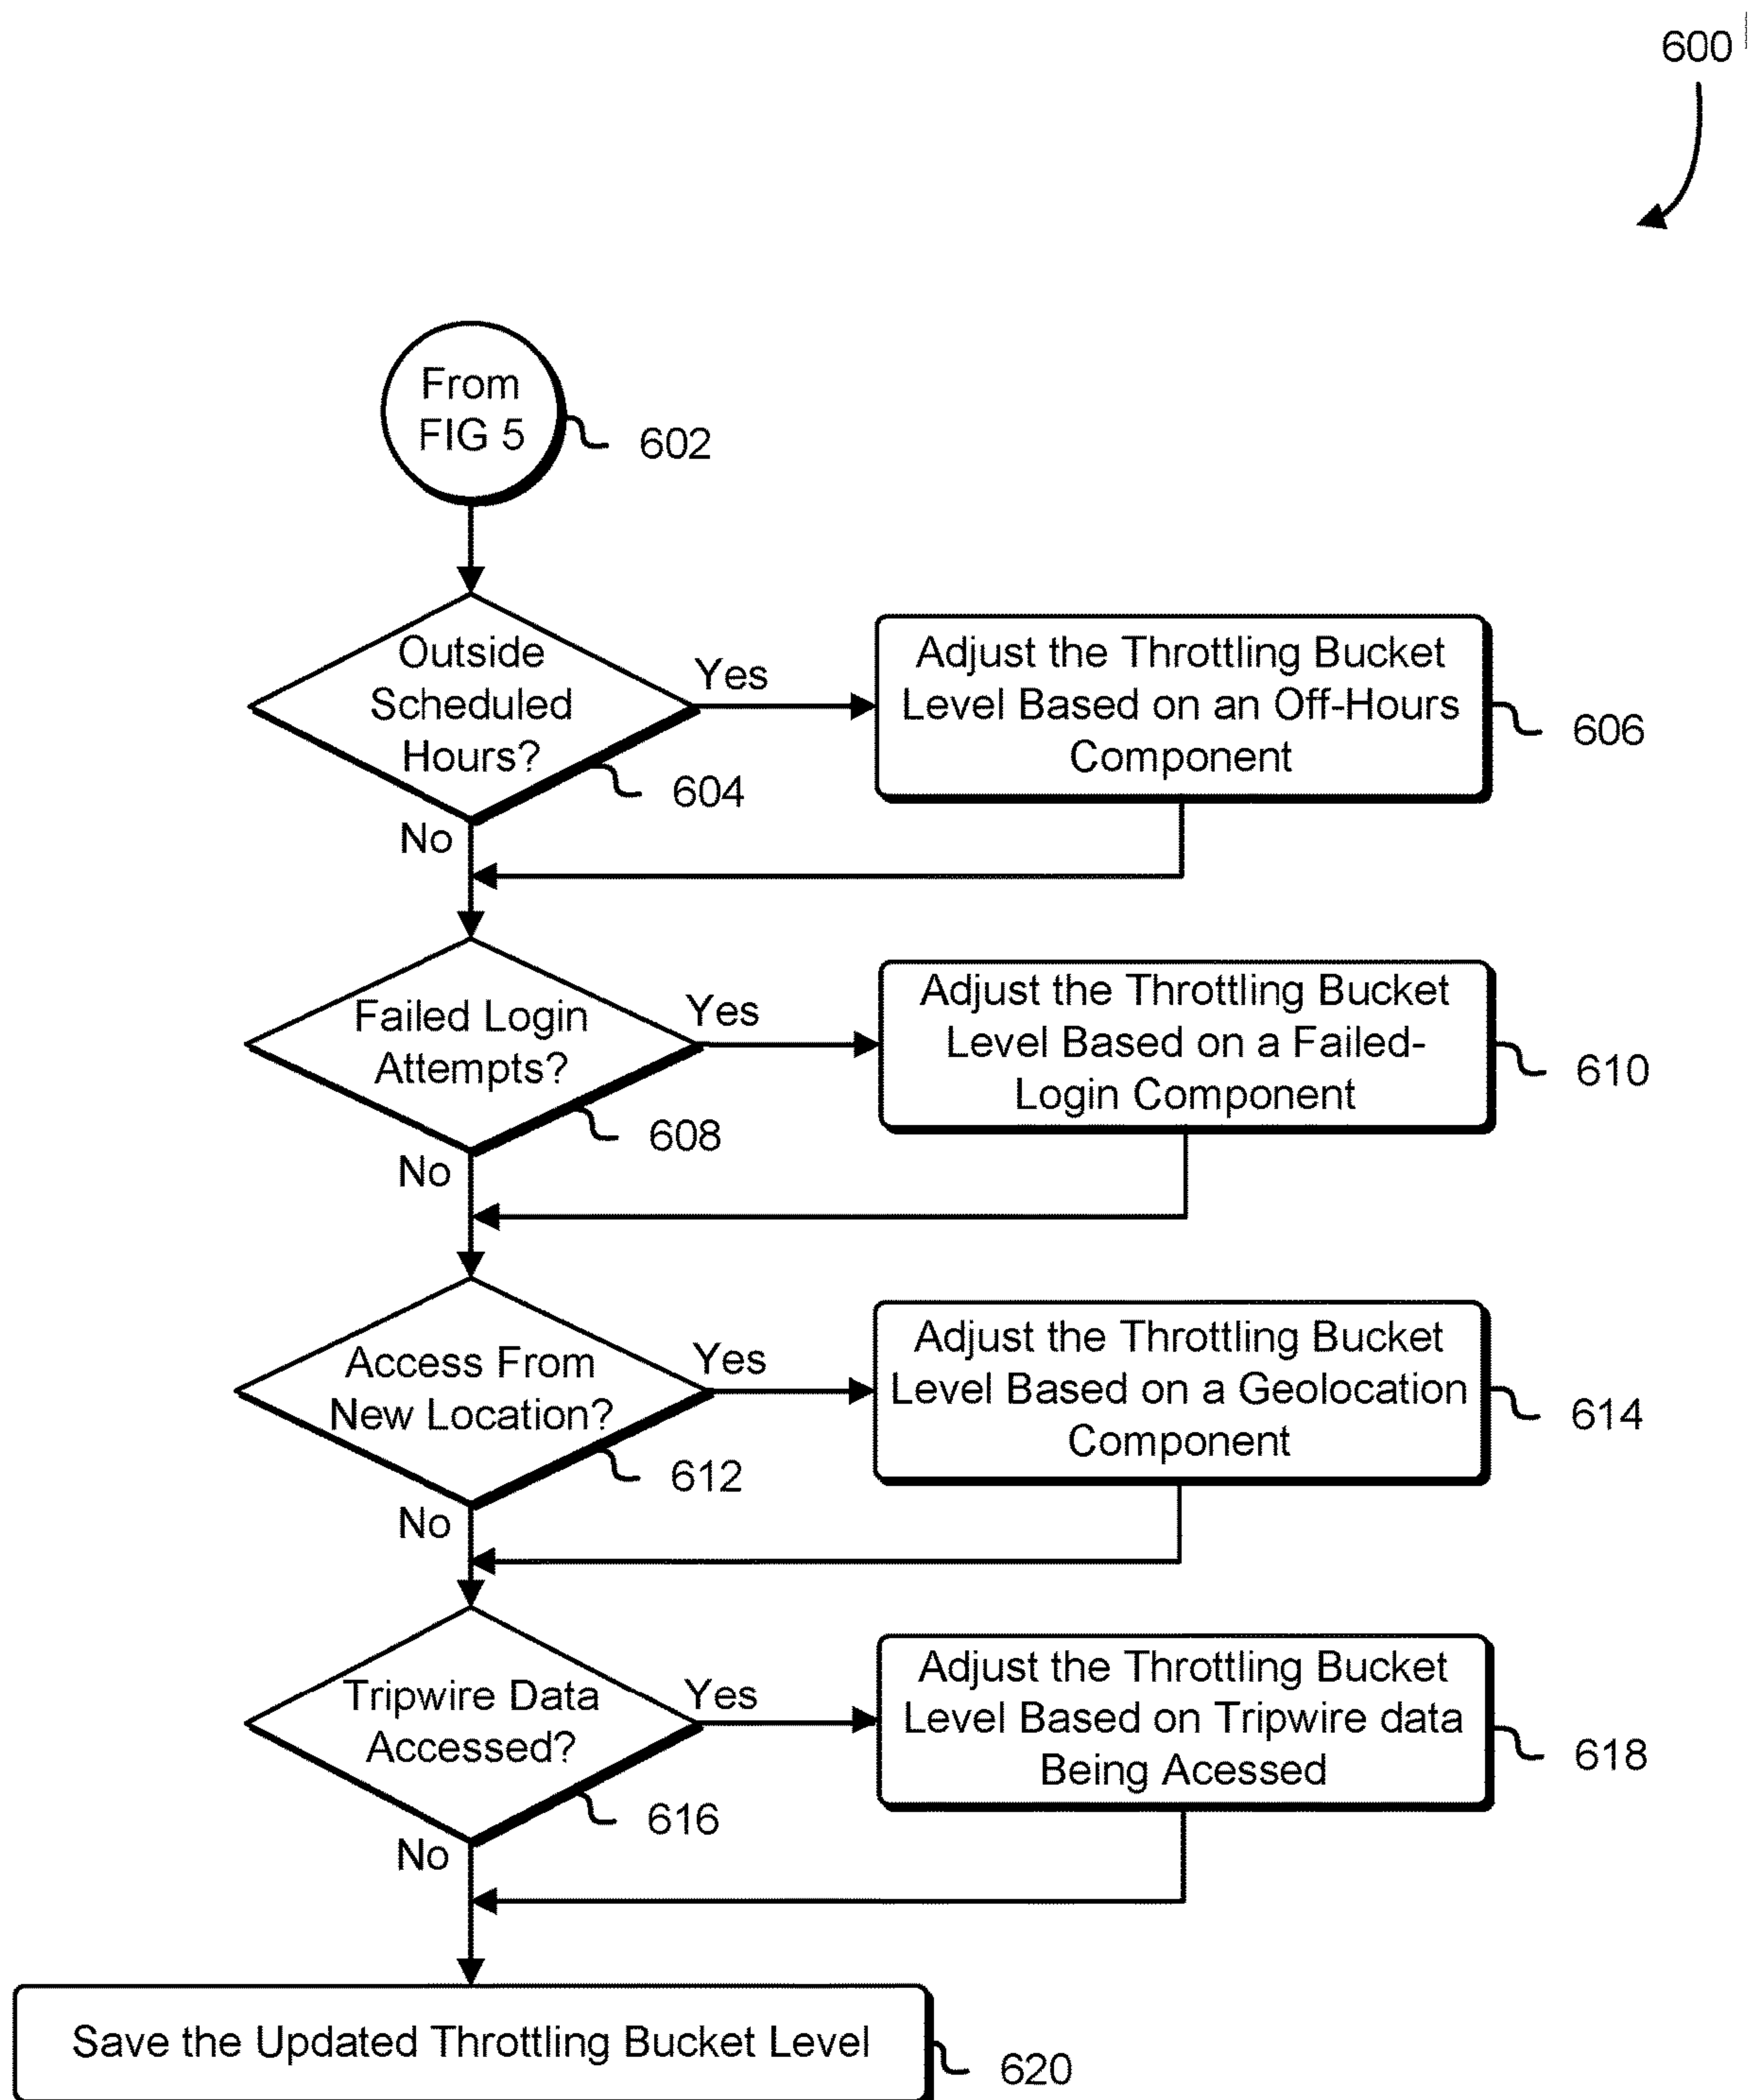 600
From
FIG 5
602
Outside
Scheduled
Hours?
604
Yes
No
Adjust the Throttling Bucket
Level Based on an Off-Hours
Component
606
Failed Login
Attempts?
608
Yes
No
Adjust the Throttling Bucket
Level Based on a Failed-
Login Component
610
Access From
New Location?
612
Yes
No
Adjust the Throttling Bucket
Level Based on a Geolocation
Component
614
Tripwire Data
Accessed?
616
Yes
No
Adjust the Throttling Bucket
Level Based on Tripwire data
Being Acessed
618
Save the Updated Throttling Bucket Level
620